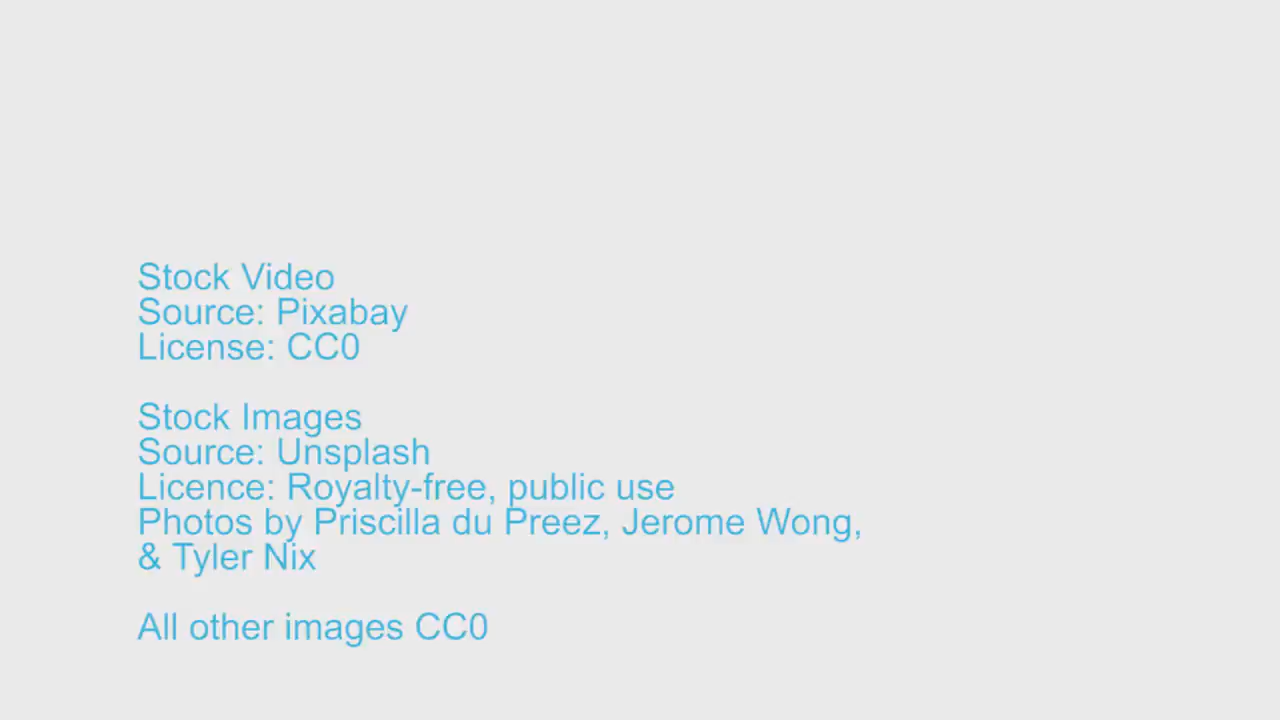 Stock Video
Source: Pixabay
License: CC0
Stock Images
Source: Unsplash
Licence: Royalty-free, public use
Photos by Priscilla du Preez, Jerome Wong,
& Tyler Nix
All other images CC0